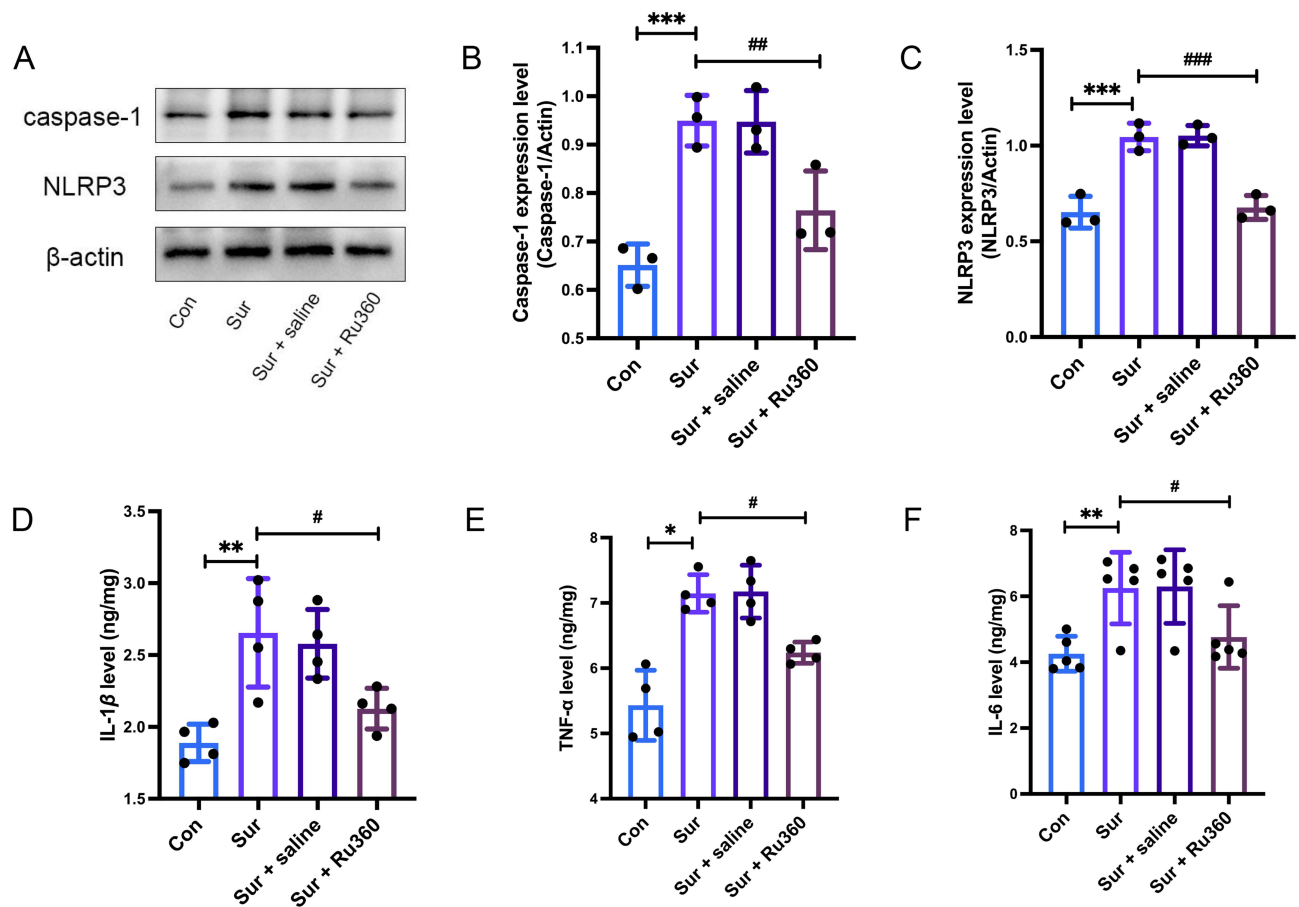 A
caspase-1
NLRP3
β-actin
Con
Sur
Sur + saline
Sur + Ru360
B
***
##
Caspase-1 expression level
(Caspase-1/Actin)
1.1
1.0
0.9
0.8
0.7
0.6
0.5
Con
Sur
Sur + saline
Sur + Ru360
C
***
###
NLRP3 expression level
(NLRP3/Actin)
1.5
1.0
0.5
0.0
Con
Sur
Sur + saline
Sur + Ru360
D
**
#
IL-1β level (ng/mg)
3.5
3.0
2.5
2.0
1.5
Con
Sur
Sur + saline
Sur + Ru360
E
*
#
TNF-α level (ng/mg)
8
7
6
5
4
Con
Sur
Sur + saline
Sur + Ru360
F
**
#
IL-6 level (ng/mg)
8
6
4
2
0
Con
Sur
Sur + saline
Sur + Ru360